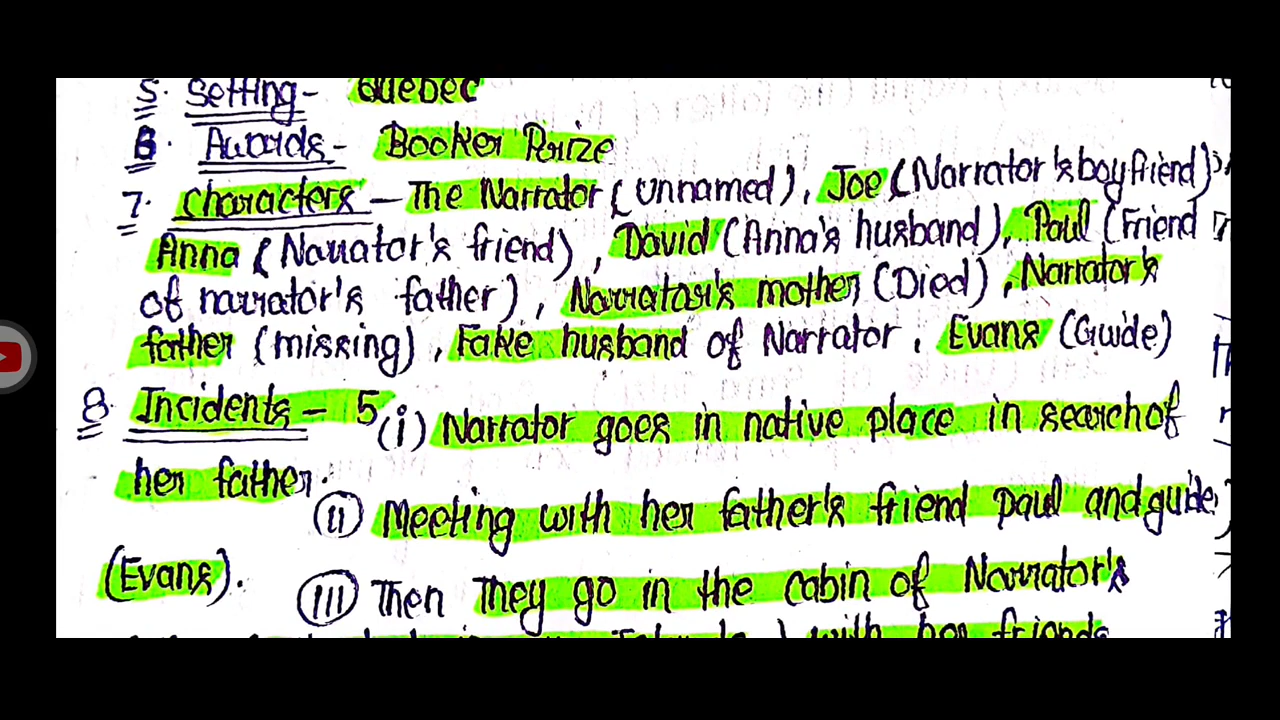 5. Setting - Quebec
6. Awards - Booker Prize
7. Characters - The Narrator (unnamed), Joe (Narrator's boyfriend),
Anna (Narrator's friend), David (Anna's husband), Paul (Friend
of narrator's father), Narrator's mother (Died), Narrator's
father (missing), Fake husband of Narrator, Evans (Guide)
8. Incidents - 5 (i) Narrator goes in native place in search of
her father.
(ii) Meeting with her father's friend Paul and guide
(Evans).
(iii) Then They go in the cabin of Narrator's
) with her friends